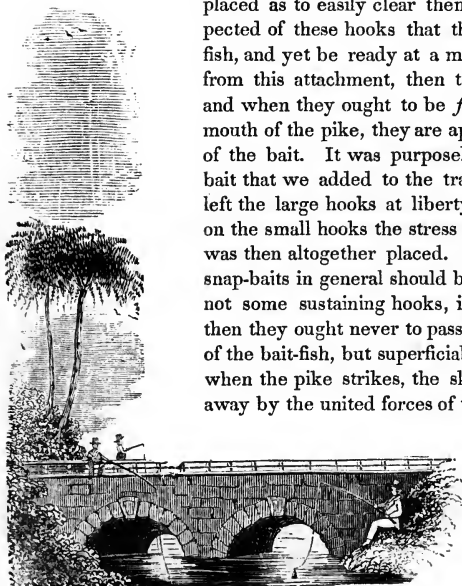 placed as to easily clear them
pected of these hooks that th
fish, and yet be ready at a m
from this attachment, then t
and when they ought to be f
mouth of the pike, they are ap
of the bait. It was purposel
bait that we added to the tra
left the large hooks at libert
on the small hooks the stress
was then altogether placed.
snap-baits in general should b
not some sustaining hooks, i
then they ought never to pass
of the bait-fish, but superficial
when the pike strikes, the sk
away by the united forces of